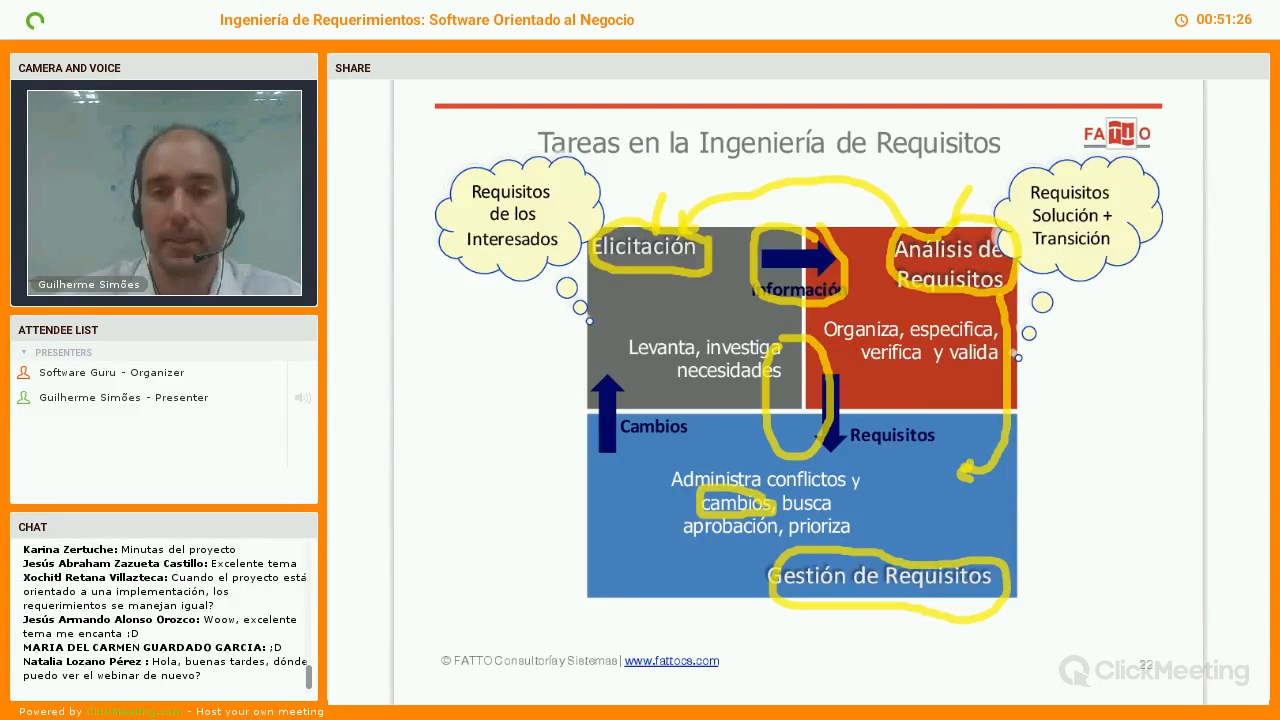 Ingeniería de Requerimientos: Software Orientado al Negocio
00:51:26
CAMERA AND VOICE
Guilherme Simões
ATTENDEE LIST
PRESENTERS
Software Guru - Organizer
Guilherme Simões - Presenter
CHAT
Karina Zertuche: Minutas del proyecto
Jesús Abraham Zazueta Castillo: Excelente tema
Xochitl Retana Villazteca: Cuando el proyecto está
orientado a una implementación, los
requerimientos se manejan igual?
Jesús Armando Alonso Orozco: Woow, excelente
tema me encanta :D
MARIA DEL CARMEN GUARDADO GARCIA: ;D
Natalia Lozano Pérez : Hola, buenas tardes, dónde
puedo ver el webinar de nuevo?
Powered by ClickMeeting.com - Host your own meeting
SHARE
Tareas en la Ingeniería de Requisitos
FATTO
Requisitos
de los
Interesados
Requisitos
Solución +
Transición
Elicitación
Información
Análisis de
Requisitos
Levanta, investiga
necesidades
Organiza, especifica,
verifica y valida
Cambios
Requisitos
Administra conflictos y
cambios, busca
aprobación, prioriza
Gestión de Requisitos
© FATTO Consultoría y Sistemas | www.fattocs.com
22
ClickMeeting